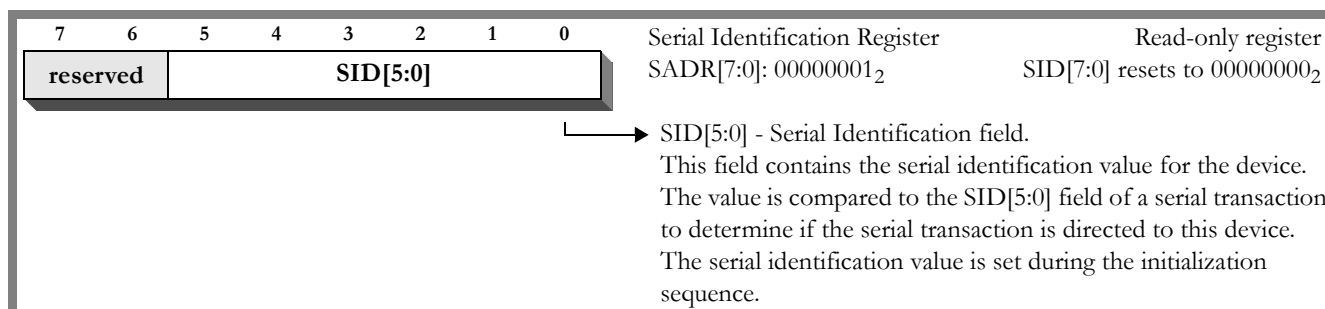 7 6 5 4 3 2 1 0
reserved SID[5:0]
Serial Identification Register Read-only register
SADR[7:0]: 00000001₂ SID[7:0] resets to 00000000₂
SID[5:0] - Serial Identification field.
This field contains the serial identification value for the device.
The value is compared to the SID[5:0] field of a serial transaction
to determine if the serial transaction is directed to this device.
The serial identification value is set during the initialization
sequence.